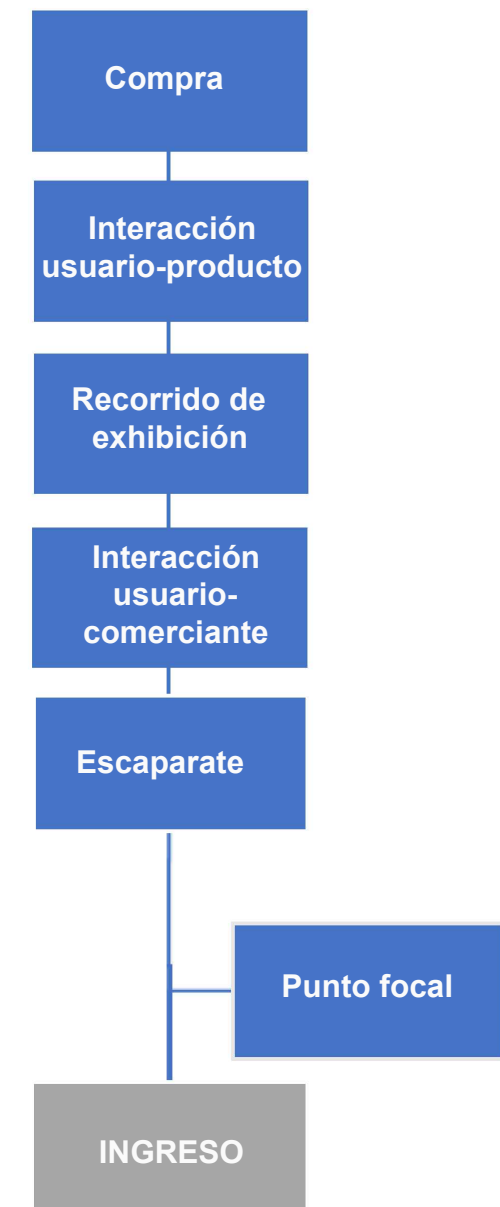 Compra
Interacción
usuario-producto
Recorrido de
exhibición
Interacción
usuario-
comerciante
Escaparate
Punto focal
INGRESO